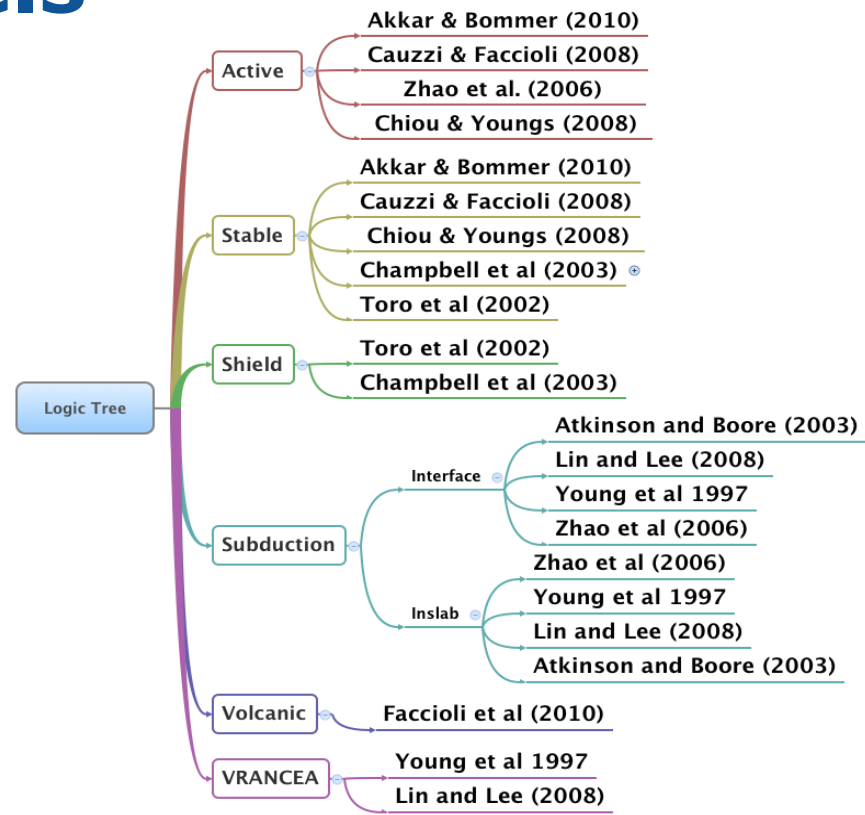 Logic Tree
Active
Akkar & Bommer (2010)
Cauzzi & Faccioli (2008)
Zhao et al. (2006)
Chiou & Youngs (2008)
Stable
Akkar & Bommer (2010)
Cauzzi & Faccioli (2008)
Chiou & Youngs (2008)
Champbell et al (2003)
Toro et al (2002)
Shield
Toro et al (2002)
Champbell et al (2003)
Subduction
Interface
Atkinson and Boore (2003)
Lin and Lee (2008)
Young et al 1997
Zhao et al (2006)
Inslab
Zhao et al (2006)
Young et al 1997
Lin and Lee (2008)
Atkinson and Boore (2003)
Volcanic
Faccioli et al (2010)
VRANCEA
Young et al 1997
Lin and Lee (2008)